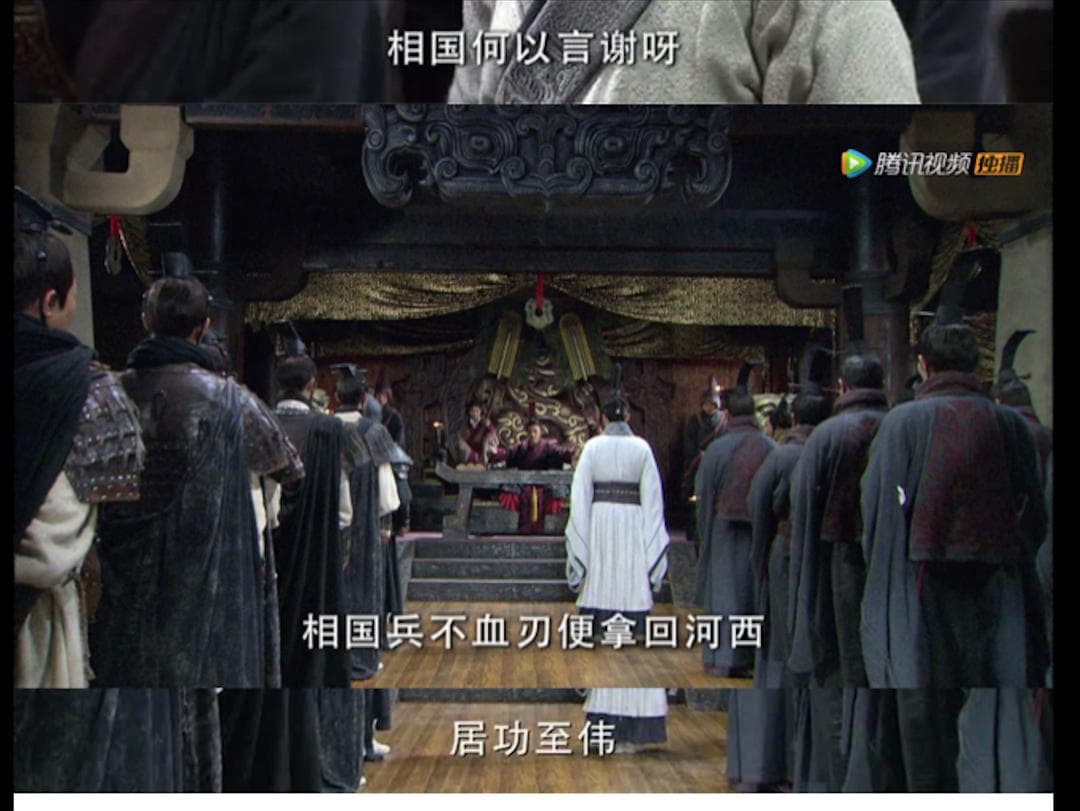 相国何以言谢呀
腾讯视频 独播
相国兵不血刃便拿回河西
居功至伟